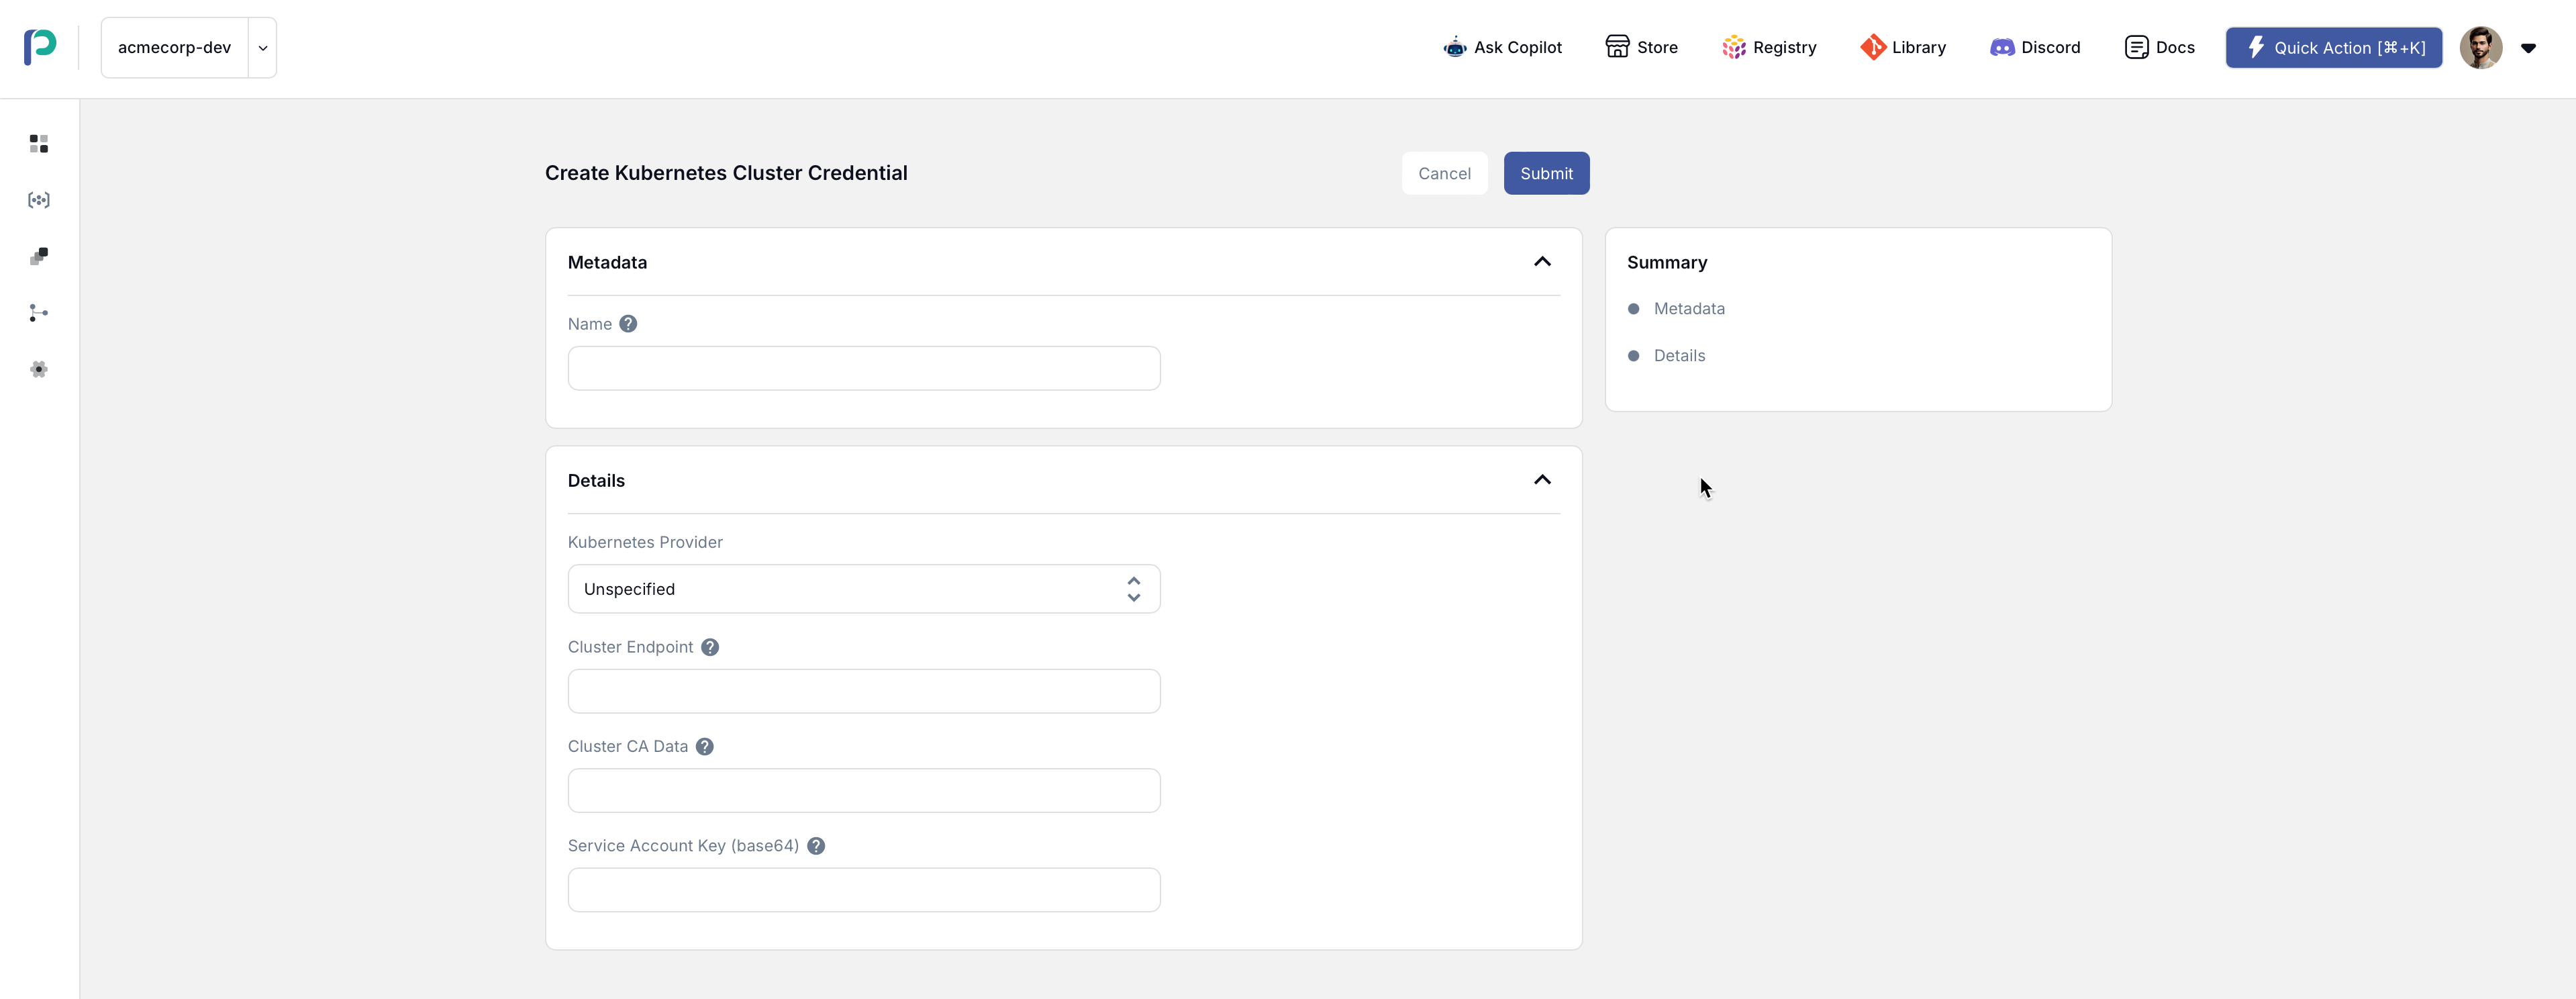 acmecorp-dev
Ask Copilot
Store
Registry
Library
Discord
Docs
Quick Action [⌘+K]
Create Kubernetes Cluster Credential
Cancel
Submit
Metadata
Name
Summary
Metadata
Details
Details
Kubernetes Provider
Unspecified
Cluster Endpoint
Cluster CA Data
Service Account Key (base64)